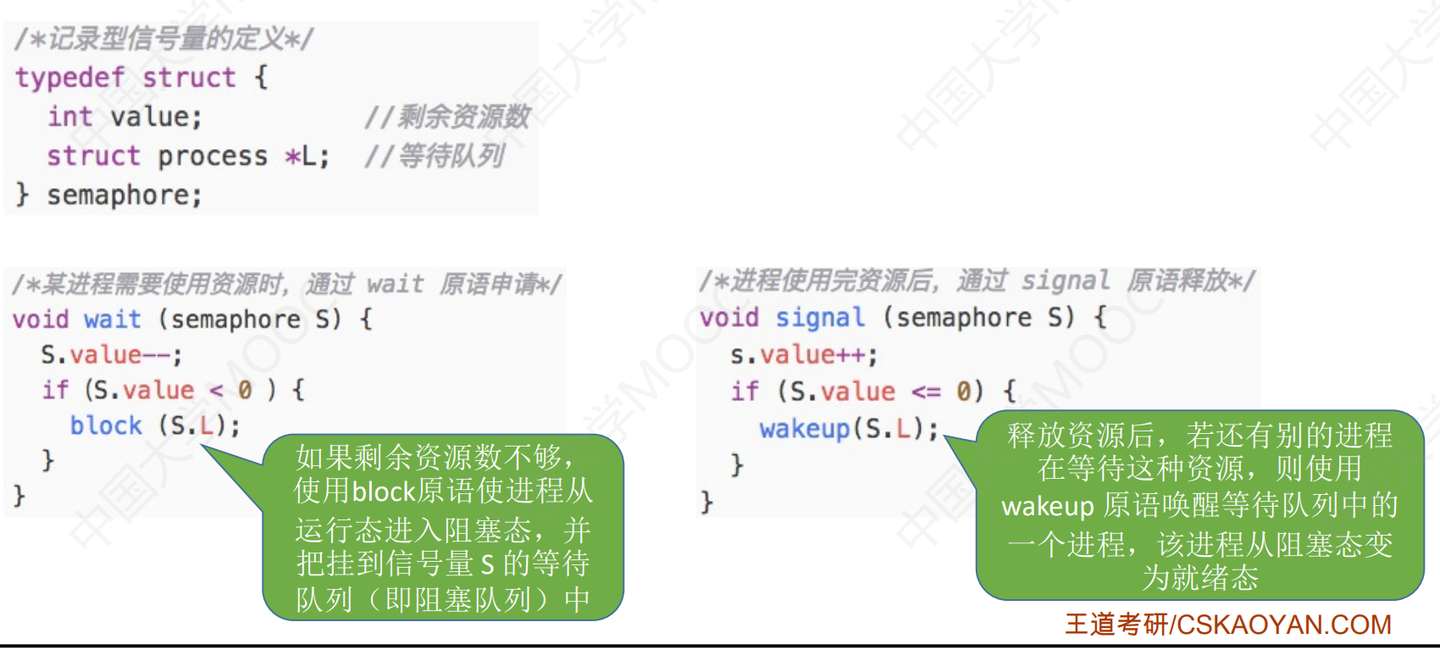 /*记录型信号量的定义*/
typedef struct {
int value; //剩余资源数
struct process *L; //等待队列
} semaphore;
/*某进程需要使用资源时，通过 wait 原语申请*/
void wait (semaphore S) {
S.value--;
if (S.value < 0 ) {
block (S.L);
}
}
如果剩余资源数不够，
使用block原语使进程从
运行态进入阻塞态，并
把挂到信号量 S 的等待
队列（即阻塞队列）中
/*进程使用完资源后，通过 signal 原语释放*/
void signal (semaphore S) {
s.value++;
if (S.value <= 0) {
wakeup(S.L);
}
}
释放资源后，若还有别的进程
在等待这种资源，则使用
wakeup 原语唤醒等待队列中的
一个进程，该进程从阻塞态变
为就绪态
王道考研/CSKAOYAN.COM
中国大学MOOC